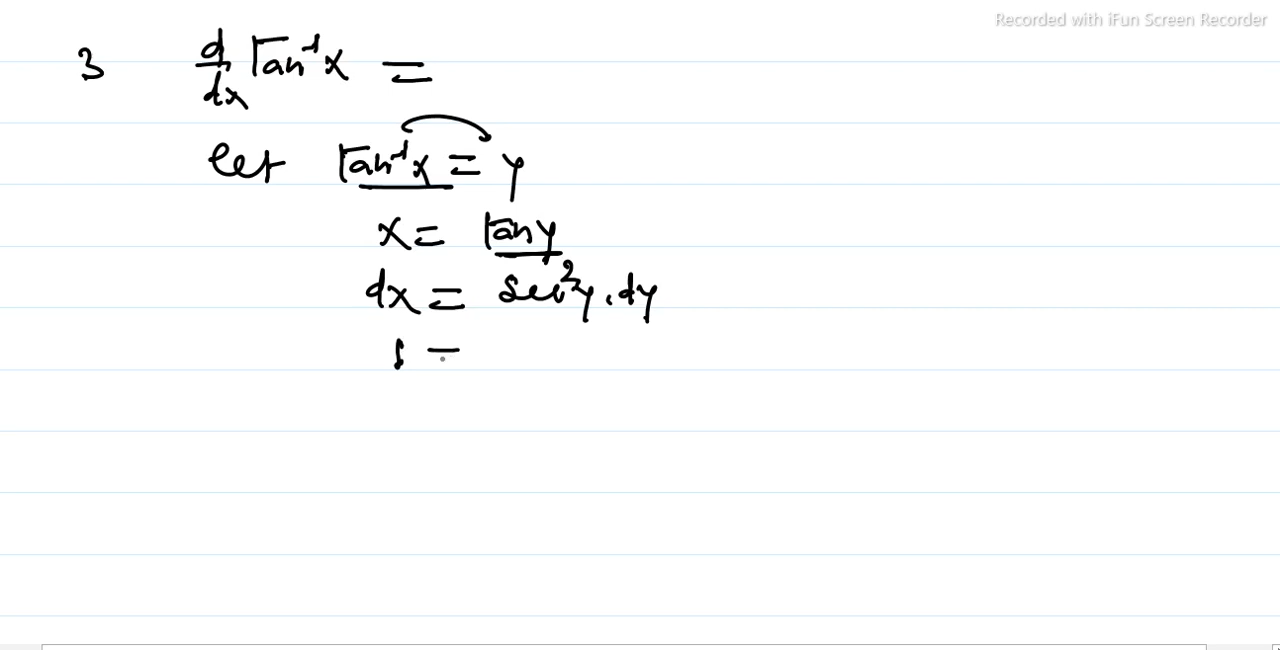 Recorded with iFun Screen Recorder
3 d/dx Tan⁻¹x =
let Tan⁻¹x = y
x = Tany
dx = Sec²y.dy
1 =